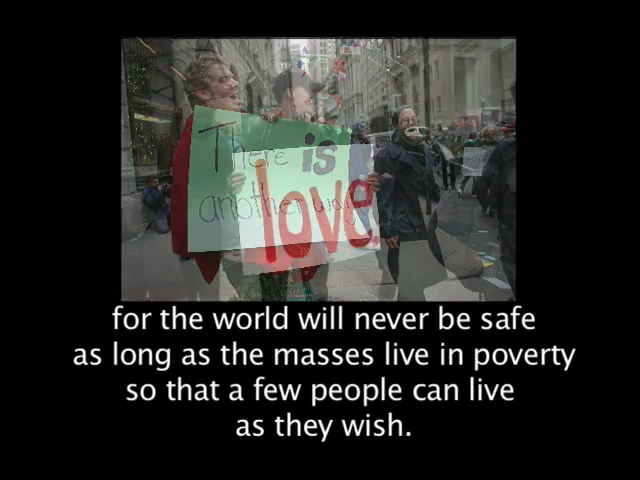 There is
another way
love
for the world will never be safe
as long as the masses live in poverty
so that a few people can live
as they wish.